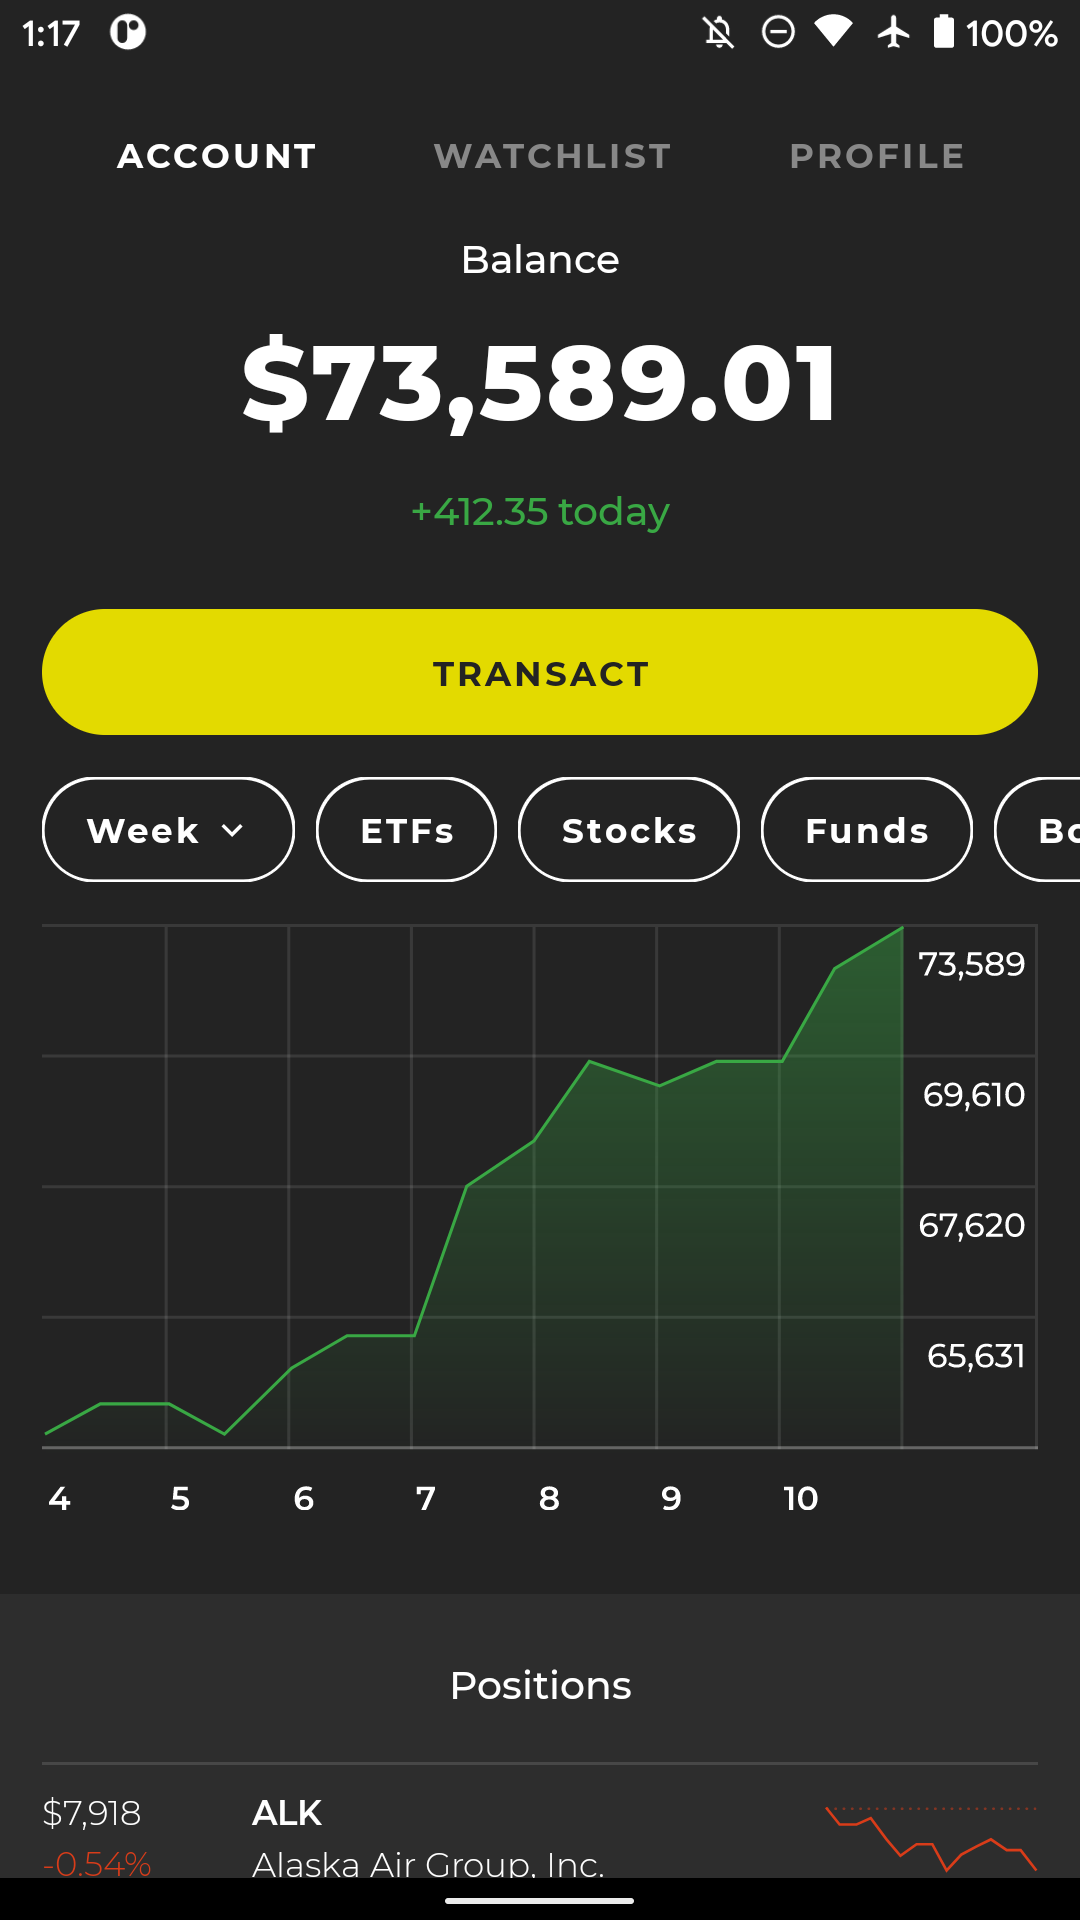 1:17 100%
ACCOUNT WATCHLIST PROFILE
Balance
$73,589.01
+412.35 today
TRANSACT
Week ETFs Stocks Funds Bo
73,589
69,610
67,620
65,631
4 5 6 7 8 9 10
Positions
$7,918 ALK
-0.54% Alaska Air Group, Inc.